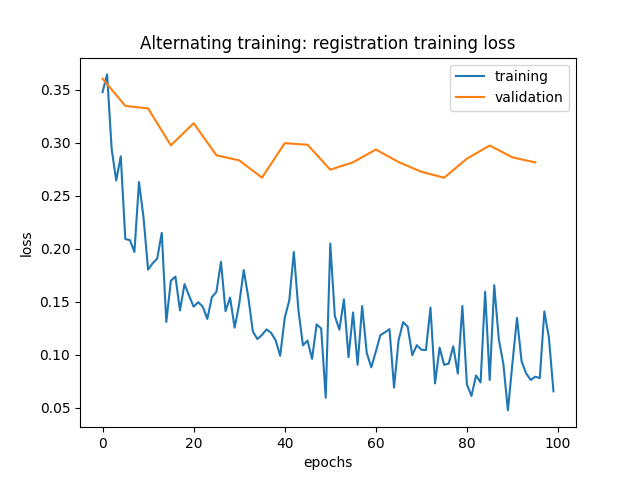 Alternating training: registration training loss
training
validation
0.35
0.30
0.25
0.20
0.15
0.10
0.05
loss
0 20 40 60 80 100
epochs